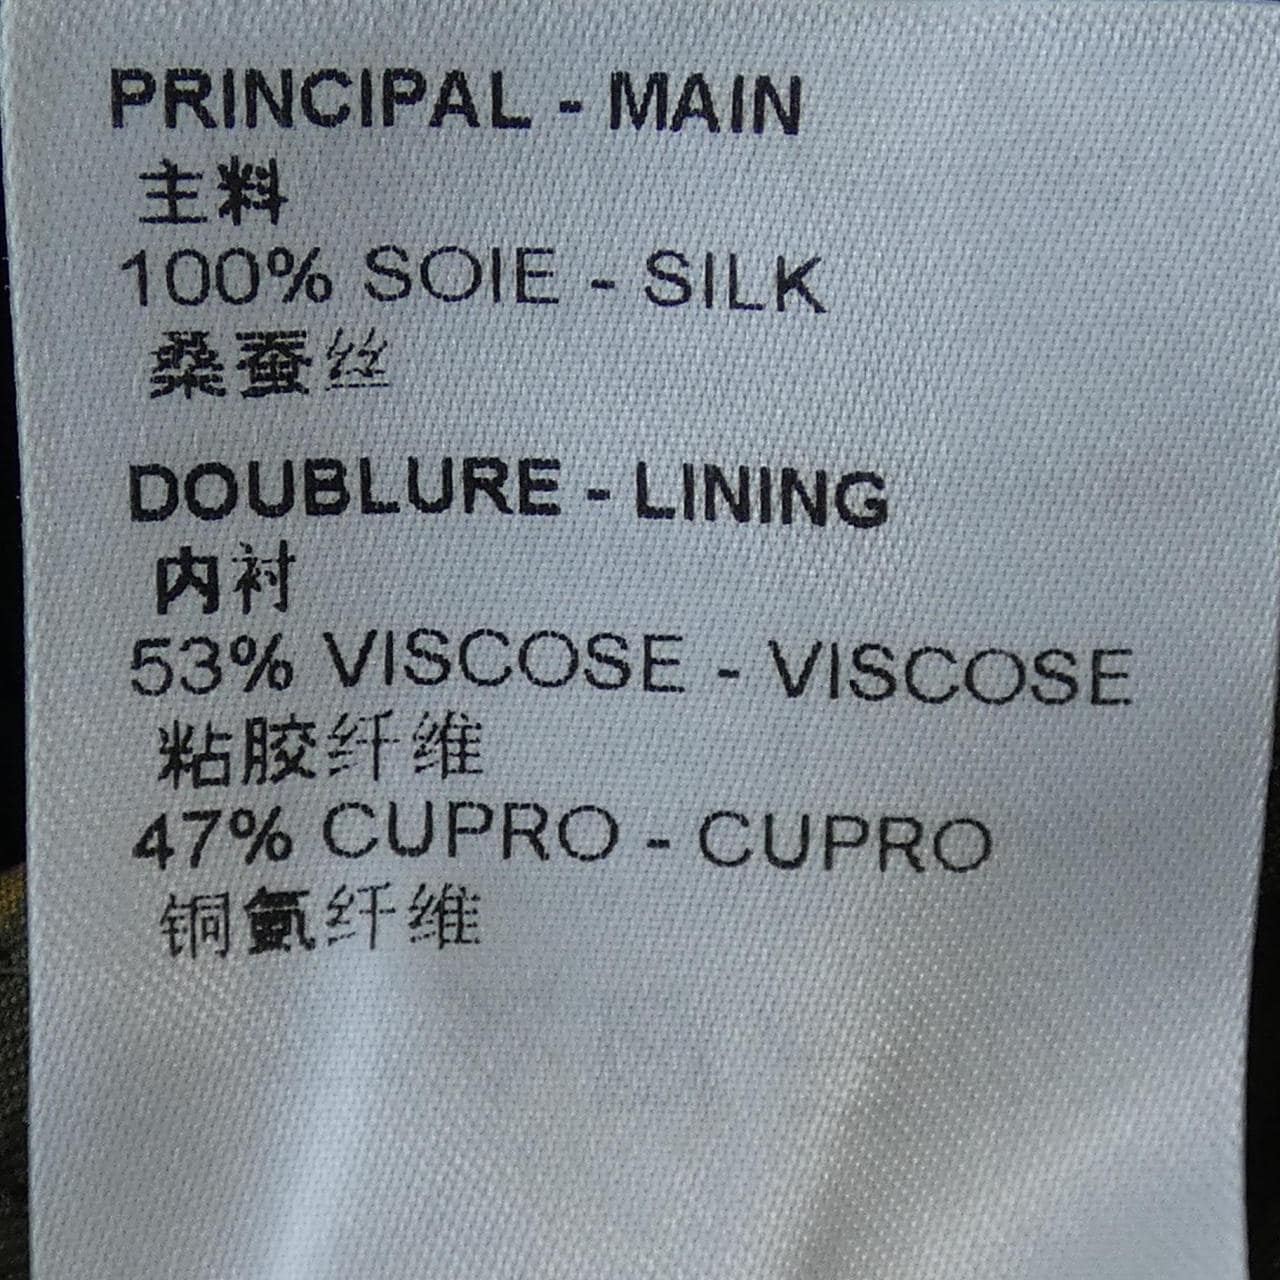 PRINCIPAL - MAIN
主料
100% SOIE - SILK
桑蚕丝
DOUBLURE - LINING
内衬
53% VISCOSE - VISCOSE
粘胶纤维
47% CUPRO - CUPRO
铜氨纤维